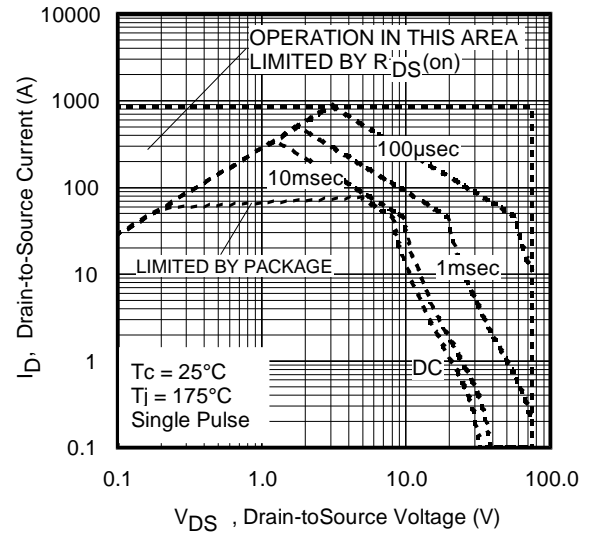 10000
OPERATION IN THIS AREA
LIMITED BY RDS(on)
1000
100µsec
10msec
100
LIMITED BY PACKAGE
1msec
10
1
DC
Tc = 25°C
Tj = 175°C
Single Pulse
0.1
0.1 1.0 10.0 100.0
VDS , Drain-toSource Voltage (V)
ID, Drain-to-Source Current (A)